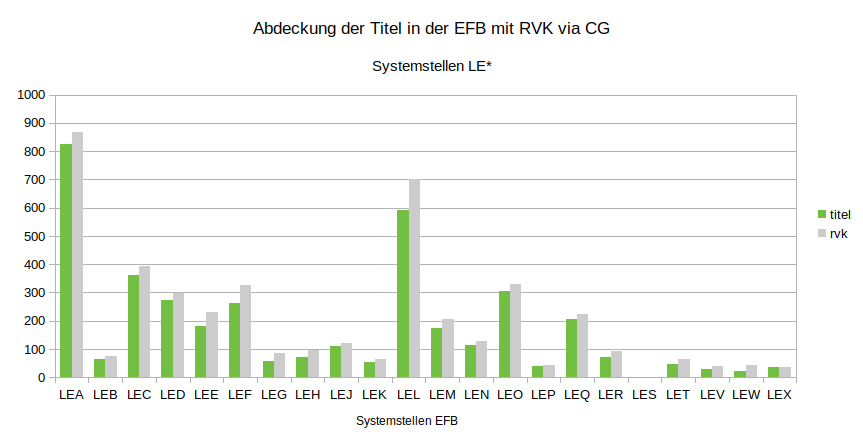 Abdeckung der Titel in der EFB mit RVK via CG
Systemstellen LE*
1000
900
800
700
600
500
400
300
200
100
0
LEA LEB LEC LED LEE LEF LEG LEH LEJ LEK LEL LEM LEN LEO LEP LEQ LER LES LET LEV LEW LEX
Systemstellen EFB
titel
rvk